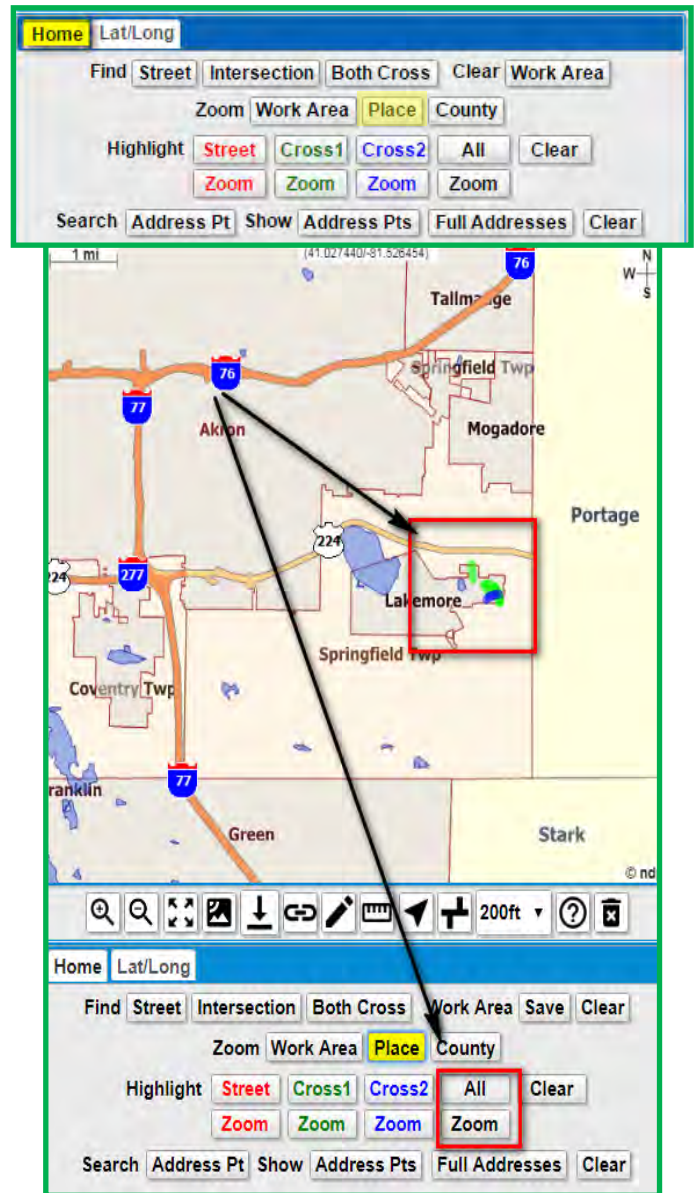 Home Lat/Long
Find Street Intersection Both Cross Clear Work Area
Zoom Work Area Place County
Highlight Street Cross1 Cross2 All Clear
Zoom Zoom Zoom Zoom
Search Address Pt Show Address Pts Full Addresses Clear
1 mi (41.027440/-81.526454) 76 N
W
S
Tallmadge
76 Springfield Twp
77
Akron Mogadore
Portage
224
224 277
Lakemore
Springfield Twp
Coventry Twp
77
ranklin
Green Stark
© nd
200ft
Home Lat/Long
Find Street Intersection Both Cross Work Area Save Clear
Zoom Work Area Place County
Highlight Street Cross1 Cross2 All Clear
Zoom Zoom Zoom Zoom
Search Address Pt Show Address Pts Full Addresses Clear